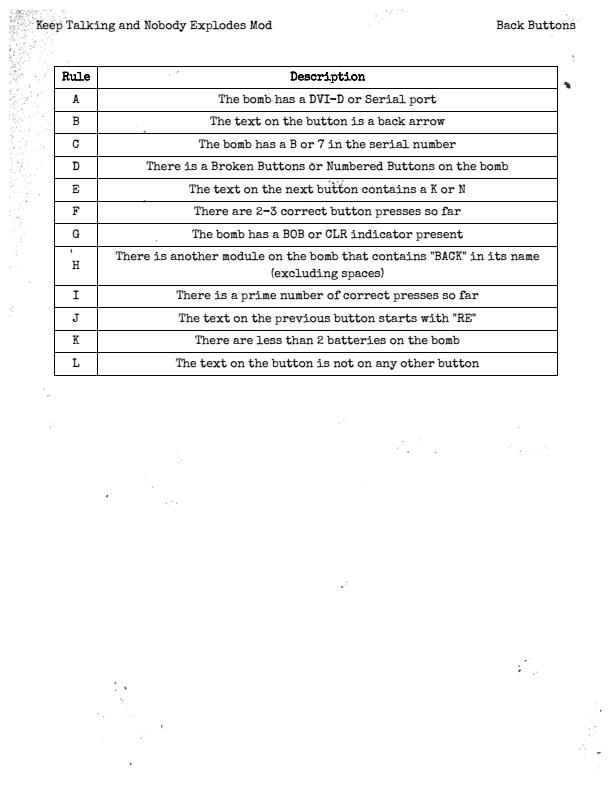 Keep Talking and Nobody Explodes Mod Back Buttons
Rule Description
A The bomb has a DVI-D or Serial port
B The text on the button is a back arrow
C The bomb has a B or 7 in the serial number
D There is a Broken Buttons or Numbered Buttons on the bomb
E The text on the next button contains a K or N
F There are 2-3 correct button presses so far
G The bomb has a BOB or CLR indicator present
H There is another module on the bomb that contains "BACK" in its name
(excluding spaces)
I There is a prime number of correct presses so far
J The text on the previous button starts with "RE"
K There are less than 2 batteries on the bomb
L The text on the button is not on any other button